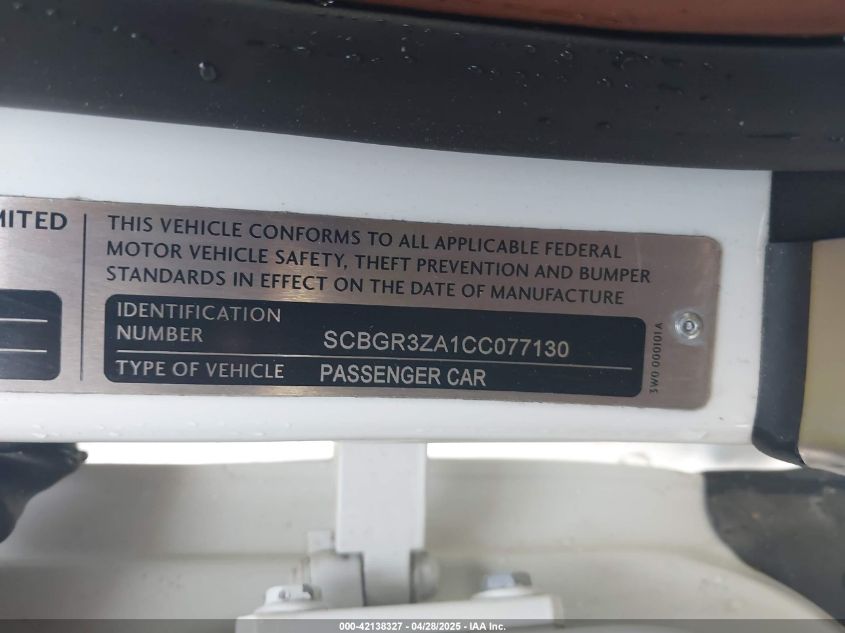 THIS VEHICLE CONFORMS TO ALL APPLICABLE FEDERAL
MOTOR VEHICLE SAFETY, THEFT PREVENTION AND BUMPER
STANDARDS IN EFFECT ON THE DATE OF MANUFACTURE
IDENTIFICATION
NUMBER SCBGR3ZA1CC077130
TYPE OF VEHICLE PASSENGER CAR
3W0 000101A
000-42138327 - 04/28/2025 - IAA Inc.